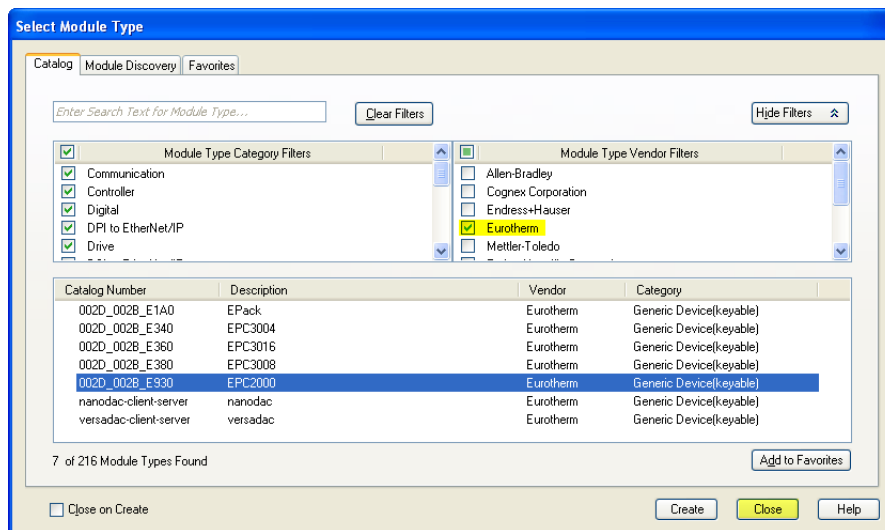 Select Module Type
Catalog Module Discovery Favorites
Enter Search Text for Module Type... Clear Filters Hide Filters
Module Type Category Filters Module Type Vendor Filters
Communication Allen-Bradley
Controller Cognex Corporation
Digital Endress+Hauser
DPI to EtherNet/IP Eurotherm
Drive Mettler-Toledo
Catalog Number Description Vendor Category
002D_002B_E1A0 EPack Eurotherm Generic Device(keyable)
002D_002B_E340 EPC3004 Eurotherm Generic Device(keyable)
002D_002B_E360 EPC3016 Eurotherm Generic Device(keyable)
002D_002B_E380 EPC3008 Eurotherm Generic Device(keyable)
002D_002B_E930 EPC2000 Eurotherm Generic Device(keyable)
nanodac-client-server nanodac Eurotherm Generic Device(keyable)
versadac-client-server versadac Eurotherm Generic Device(keyable)
7 of 216 Module Types Found Add to Favorites
Close on Create Create Close Help